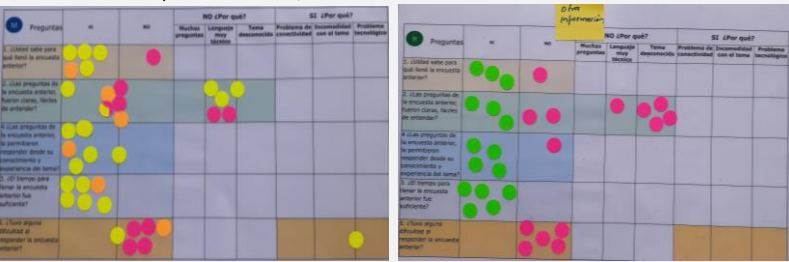 Preguntas
SI
NO
NO ¿Por qué?
Muchas preguntas
Lenguaje muy técnico
Tema desconocido
SI ¿Por qué?
Problema de conectividad
Incomodidad con el tema
Problema tecnológico
1. ¿Usted sabe para
qué llenó la encuesta
anterior?
2. ¿Las preguntas de
la encuesta anterior,
fueron claras, fáciles
de entender?
4 ¿Las preguntas de
la encuesta anterior,
le permitieron
responder desde su
conocimiento y
experiencia del tema?
5. ¿El tiempo para
llenar la encuesta
anterior fue
suficiente?
¿Tuvo alguna
dificultad al
responder la encuesta
anterior?
otra
información
Preguntas
SI
NO
NO ¿Por qué?
Muchas preguntas
Lenguaje muy técnico
Tema desconocido
SI ¿Por qué?
Problema de conectividad
Incomodidad con el tema
Problema tecnológico
1. ¿Usted sabe para
qué llenó la encuesta
anterior?
2. ¿Las preguntas de
la encuesta anterior,
fueron claras, fáciles
de entender?
4 ¿Las preguntas de
la encuesta anterior,
le permitieron
responder desde su
conocimiento y
experiencia del tema?
5. ¿El tiempo para
llenar la encuesta
anterior fue
suficiente?
¿Tuvo alguna
dificultad al
responder la encuesta
anterior?